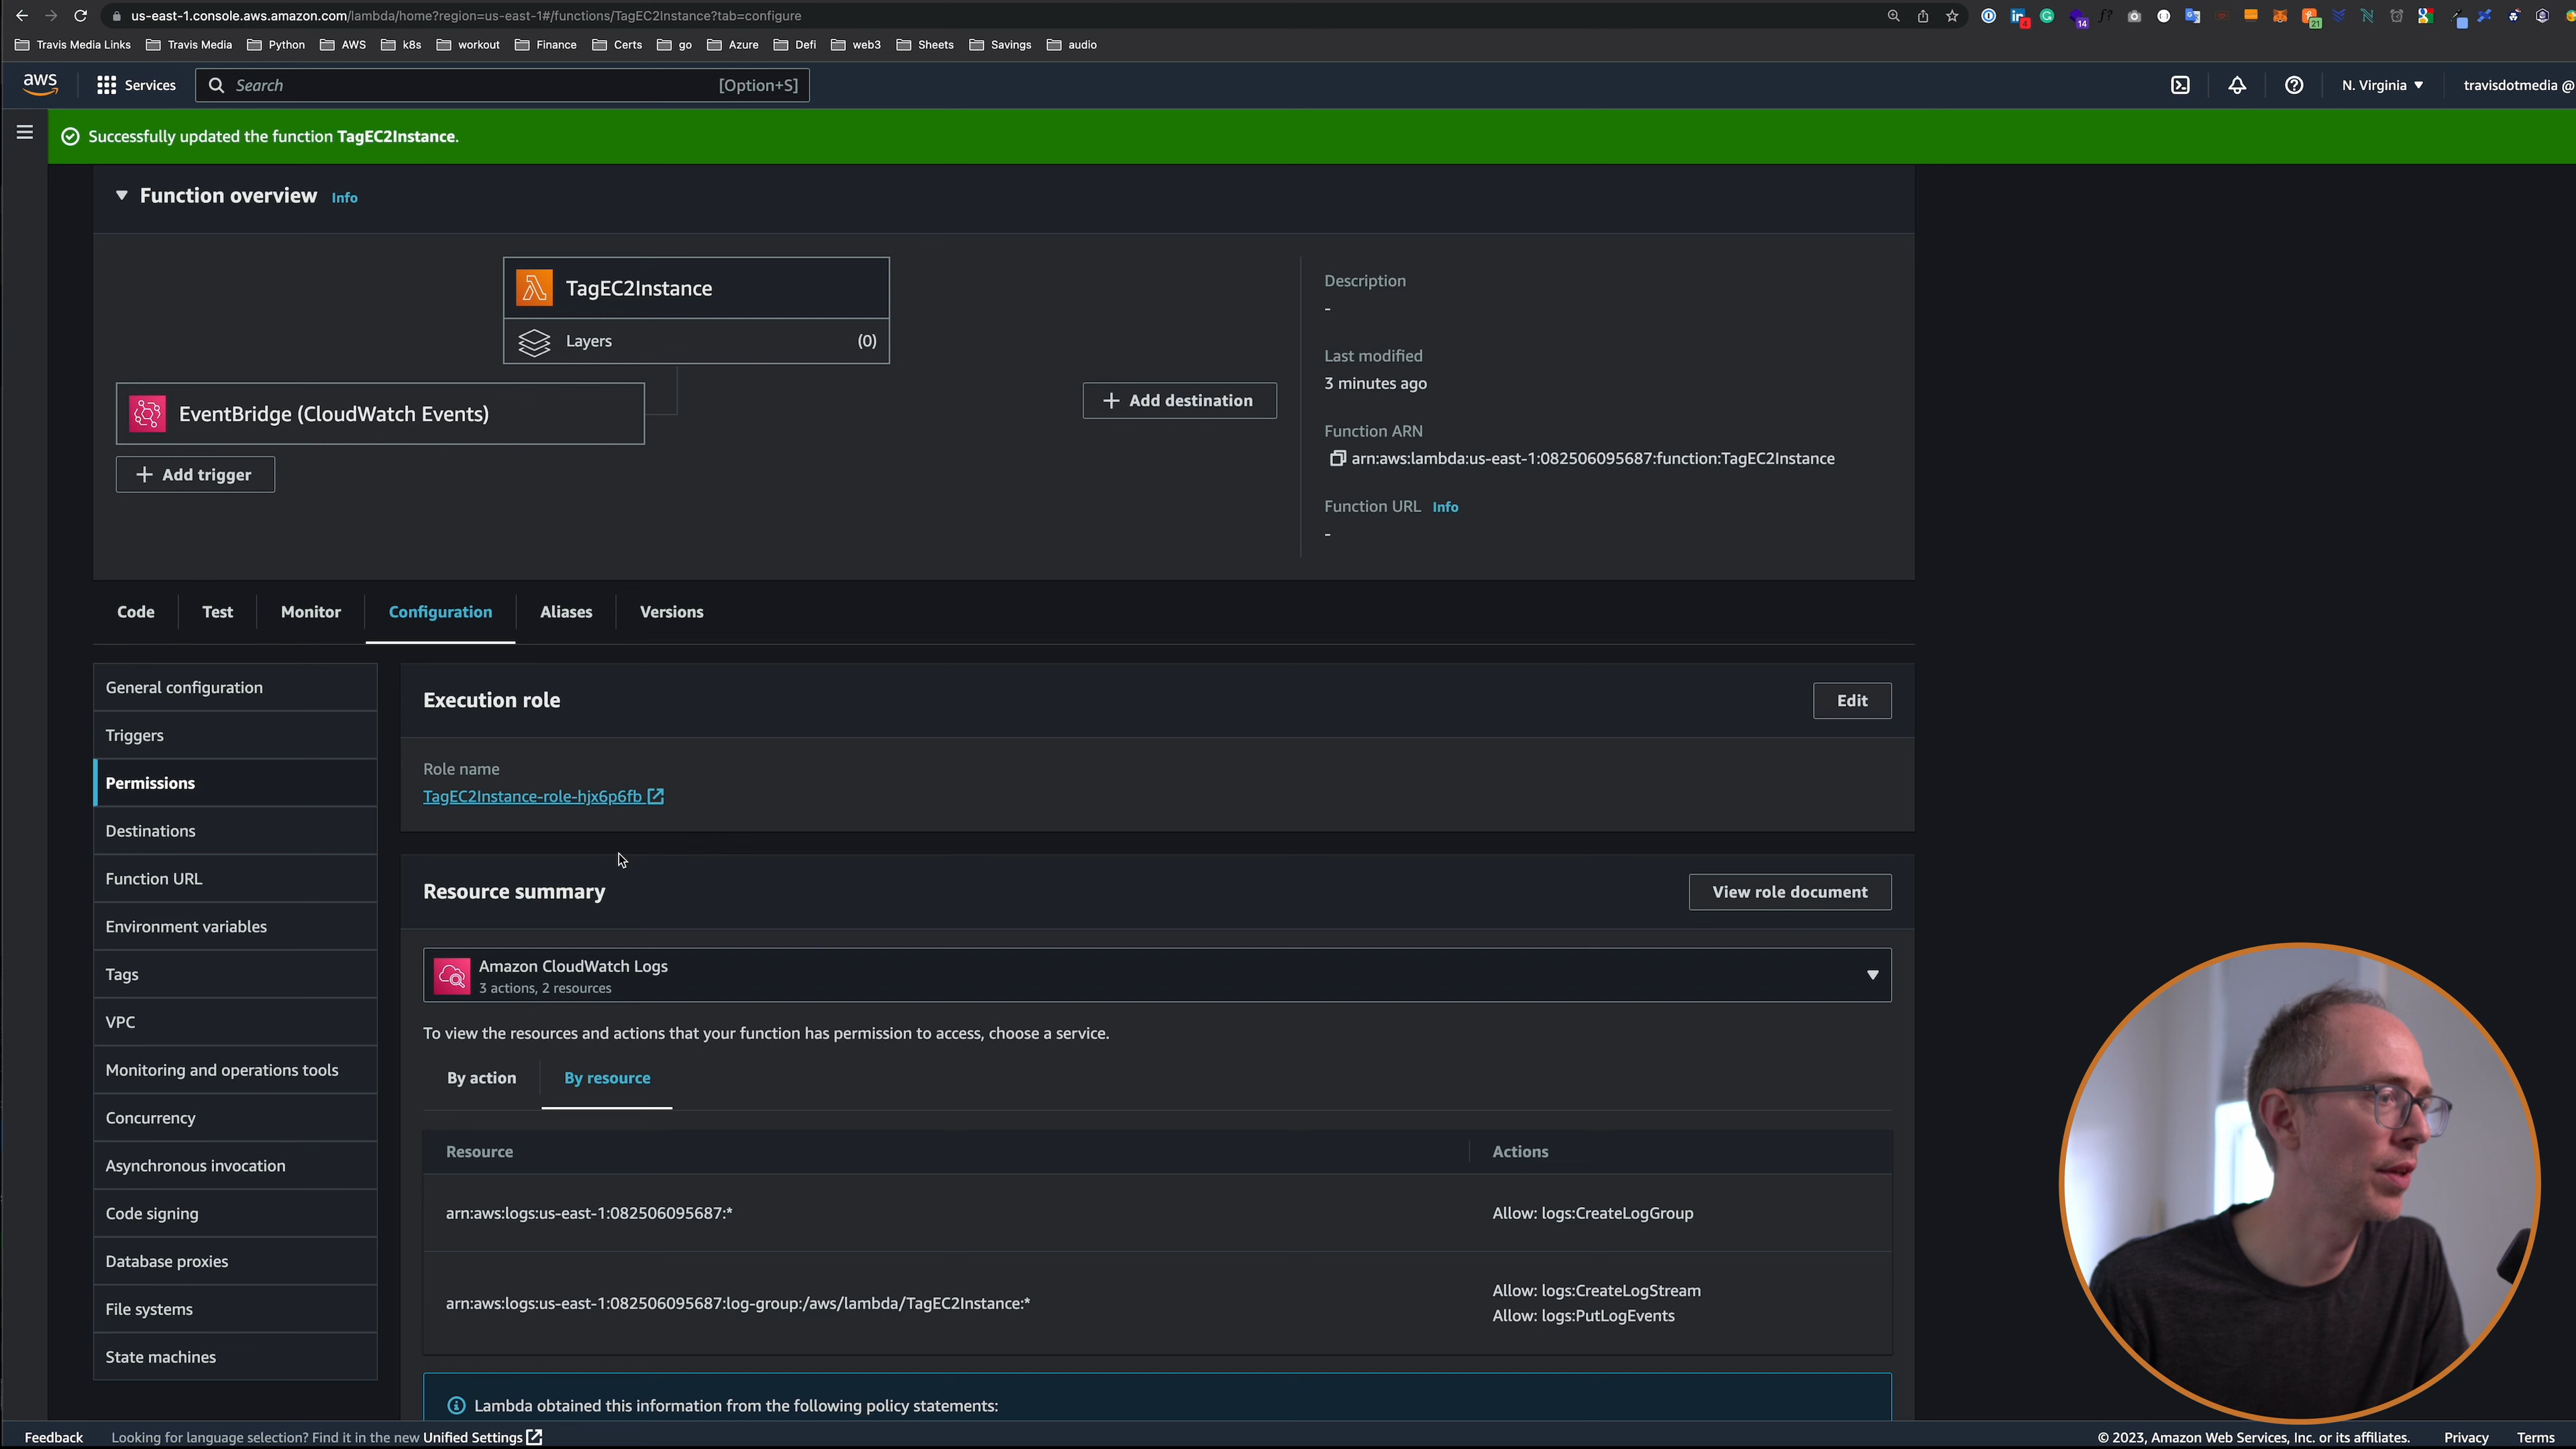 us-east-1.console.aws.amazon.com/lambda/home?region=us-east-1#/functions/TagEC2Instance?tab=configure
Travis Media Links Travis Media Python AWS k8s workout Finance Certs go Azure Defi web3 Sheets Savings audio
aws Services Search [Option+S] N. Virginia travisdotmedia @
Successfully updated the function TagEC2Instance.
Function overview Info
TagEC2Instance
Layers (0)
EventBridge (CloudWatch Events)
Add trigger
Add destination
Description
-
Last modified
3 minutes ago
Function ARN
arn:aws:lambda:us-east-1:082506095687:function:TagEC2Instance
Function URL Info
-
Code Test Monitor Configuration Aliases Versions
General configuration
Triggers
Permissions
Destinations
Function URL
Environment variables
Tags
VPC
Monitoring and operations tools
Concurrency
Asynchronous invocation
Code signing
Database proxies
File systems
State machines
Execution role Edit
Role name
TagEC2Instance-role-hjx6p6fb
Resource summary View role document
Amazon CloudWatch Logs
3 actions, 2 resources
To view the resources and actions that your function has permission to access, choose a service.
By action By resource
Resource Actions
arn:aws:logs:us-east-1:082506095687:* Allow: logs:CreateLogGroup
arn:aws:logs:us-east-1:082506095687:log-group:/aws/lambda/TagEC2Instance:* Allow: logs:CreateLogStream
Allow: logs:PutLogEvents
Lambda obtained this information from the following policy statements:
Feedback Looking for language selection? Find it in the new Unified Settings © 2023, Amazon Web Services, Inc. or its affiliates. Privacy Terms